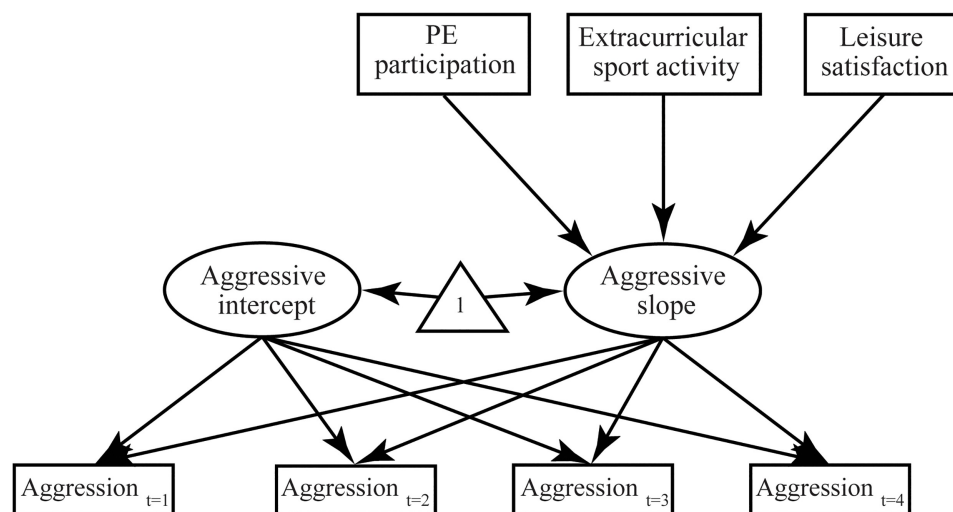 PE
participation
Extracurricular
sport activity
Leisure
satisfaction
Aggressive
intercept
1
Aggressive
slope
Aggression t=1
Aggression t=2
Aggression t=3
Aggression t=4